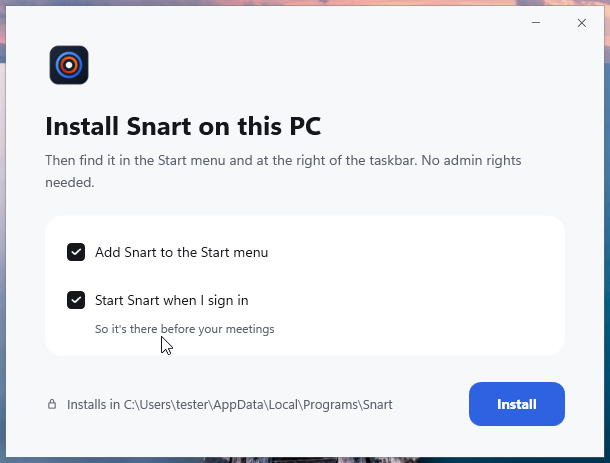 Install Snart on this PC
Then find it in the Start menu and at the right of the taskbar. No admin rights
needed.
Add Snart to the Start menu
Start Snart when I sign in
So it's there before your meetings
Installs in C:\Users\tester\AppData\Local\Programs\Snart
Install